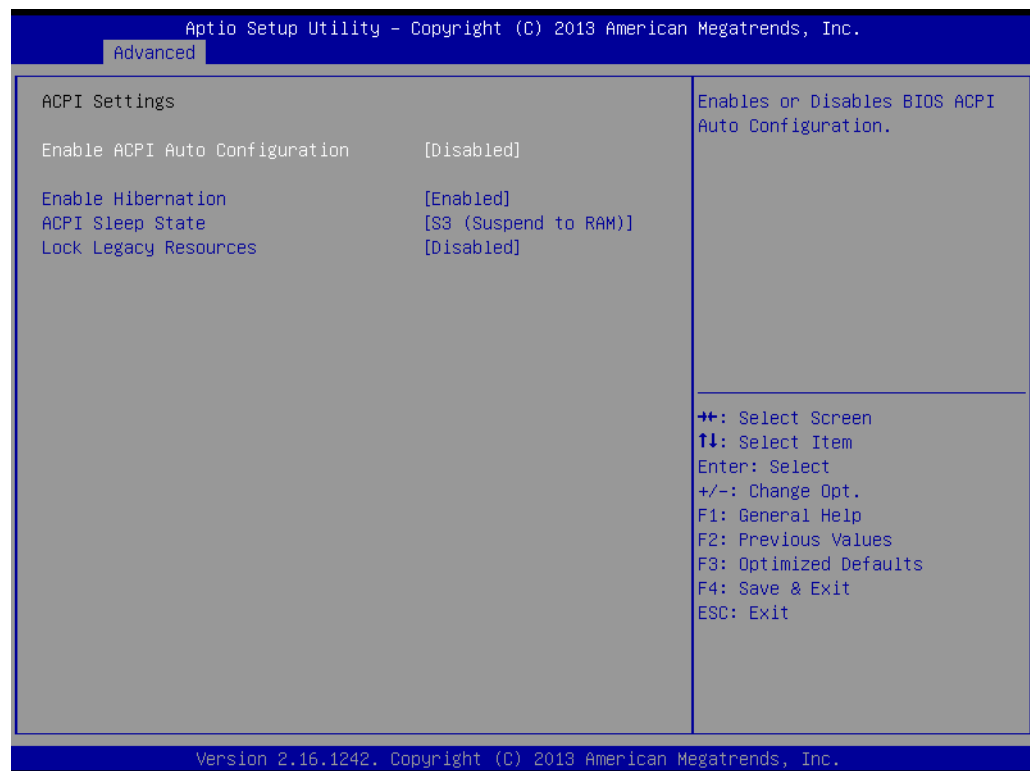 Aptio Setup Utility – Copyright (C) 2013 American Megatrends, Inc.
Advanced
ACPI Settings
Enable ACPI Auto Configuration [Disabled]
Enable Hibernation [Enabled]
ACPI Sleep State [S3 (Suspend to RAM)]
Lock Legacy Resources [Disabled]
Enables or Disables BIOS ACPI
Auto Configuration.
→←: Select Screen
↑↓: Select Item
Enter: Select
+/-: Change Opt.
F1: General Help
F2: Previous Values
F3: Optimized Defaults
F4: Save & Exit
ESC: Exit
Version 2.16.1242. Copyright (C) 2013 American Megatrends, Inc.